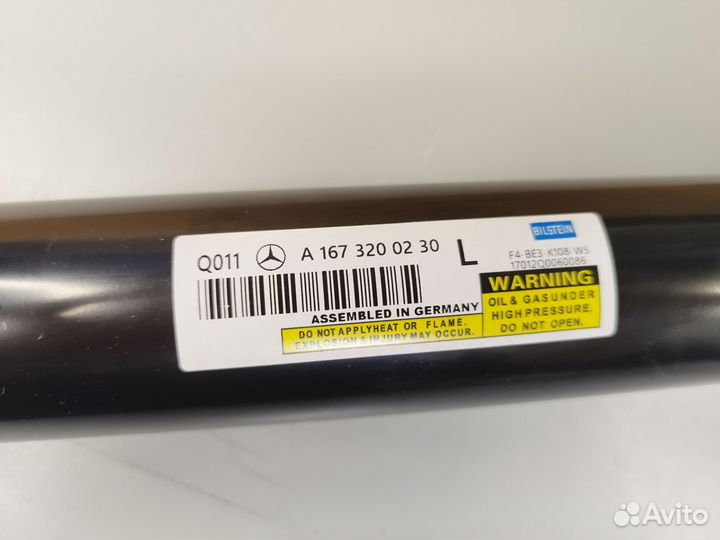 Q011 A 167 320 02 30 L
BILSTEIN
F4-BE3-K108-W5
17012Q0060086
ASSEMBLED IN GERMANY
DO NOT APPLYHEAT OR FLAME.
EXPLOSION & INJURY MAY OCCUR.
WARNING
OIL & GASUNDER
HIGH PRESSURE.
DO NOT OPEN.
Avito